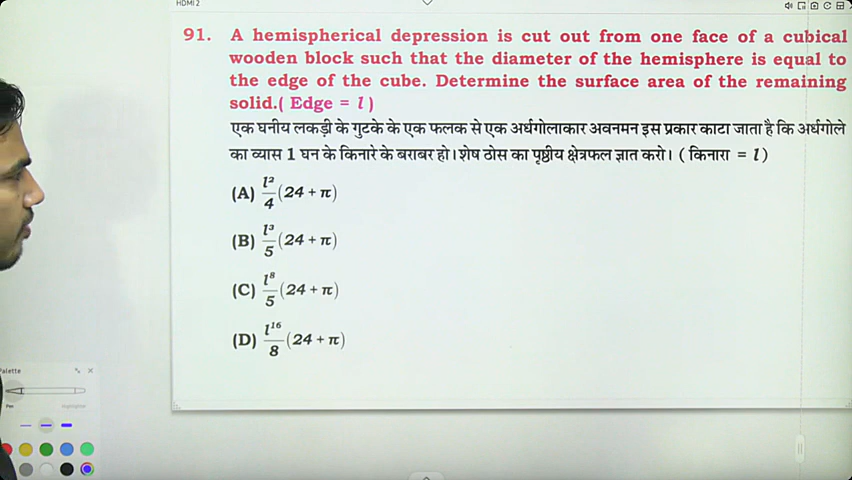 HDMI 2
91. A hemispherical depression is cut out from one face of a cubical
wooden block such that the diameter of the hemisphere is equal to
the edge of the cube. Determine the surface area of the remaining
solid.( Edge = l )
एक घनीय लकड़ी के गुटके के एक फलक से एक अर्धगोलाकार अवनमन इस प्रकार काटा जाता है कि अर्धगोले
का व्यास 1 घन के किनारे के बराबर हो। शेष ठोस का पृष्ठीय क्षेत्रफल ज्ञात करो। ( किनारा = l )
(A) l²/4 (24 + π)
(B) l³/5 (24 + π)
(C) l⁸/5 (24 + π)
(D) l¹⁶/8 (24 + π)
Palette
Pen
Highlighter